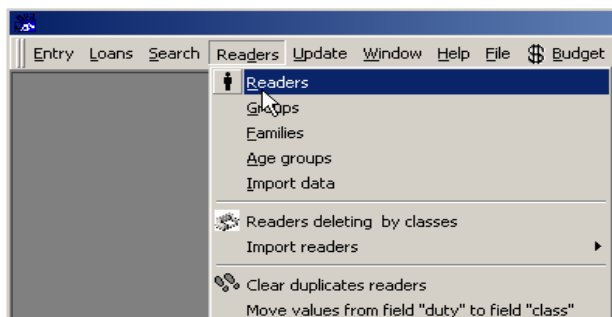 Entry Loans Search Readers Update Window Help File $ Budget
Readers
Groups
Families
Age groups
Import data
Readers deleting by classes
Import readers
Clear duplicates readers
Move values from field "duty" to field "class"